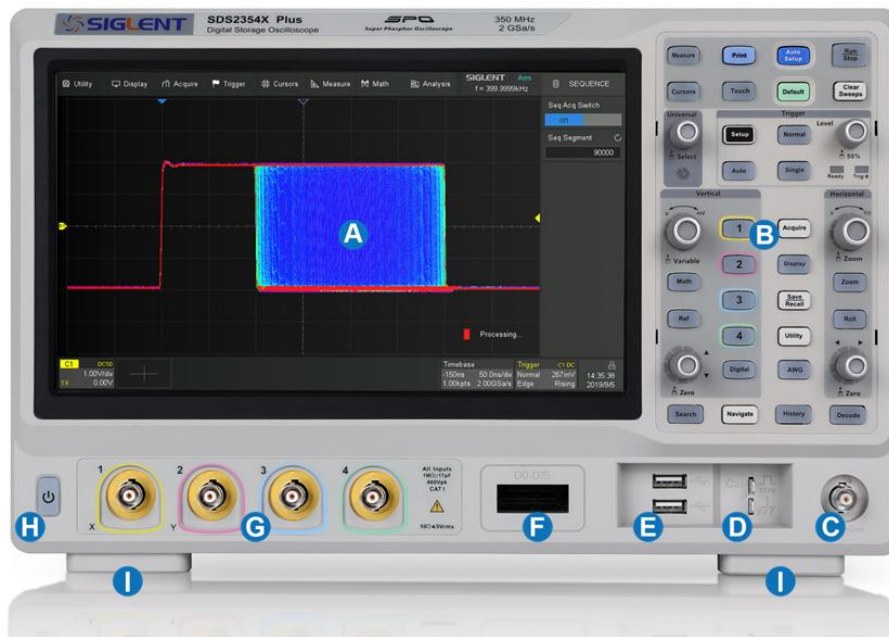 SIGLENT SDS2354X Plus SPO 350 MHz
Digital Storage Oscilloscope Super Phosphor Oscilloscope 2 GSa/s
Utility Display Acquire Trigger Cursors Measure Math Analysis SIGLENT Arm SEQUENCE
f = 399.9999kHz
Seq Acq Switch
on
Seq Segment
90000
A
Processing...
C1 DC50
1.00V/div
1X 0.00V
Timebase Trigger C1 DC
-150ns 50.0ns/div Normal 267mV 14:35:38
1.00kpts 2.00GSa/s Edge Rising 2019/9/5
Measure Print Auto Setup Run Stop
Cursors Touch Default Clear Sweeps
Universal Trigger
Select Setup Normal Level
Auto Single 50%
Ready Trig'd
Vertical Horizontal
V mV
1 B Acquire
Variable 2 Display Zoom
Math 3 Save Recall Zoom
Ref 4 Utility Roll
Digital AWG
Zero Zero
Search Navigate History Decode
1 2 3 4
X Y
All Inputs
1MΩ//17pF
400Vpk
CAT I
50Ω≤5Vrms
D0-D15
Cal
H G F E D C
I I